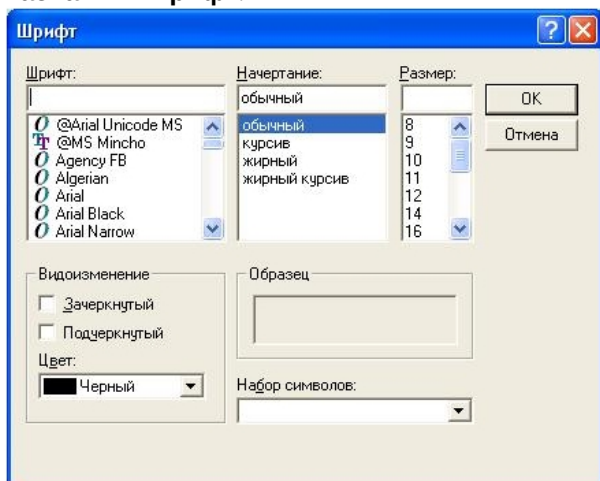 Шрифт
Шрифт:
Начертание:
Размер:
обычный
OK
@Arial Unicode MS
@MS Mincho
Agency FB
Algerian
Arial
Arial Black
Arial Narrow
обычный
курсив
жирный
жирный курсив
8
9
10
11
12
14
16
Отмена
Видоизменение
Зачеркнутый
Подчеркнутый
Цвет:
Черный
Образец
Набор символов: